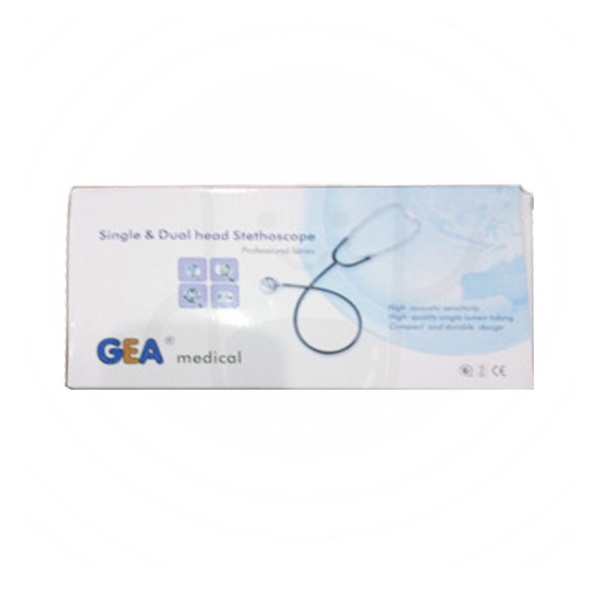 Single & Dual head Stethoscope
Professional Series
High acoustic sensitivity
High quality single lumen tubing
Compact and durable design
GEA® medical
CE